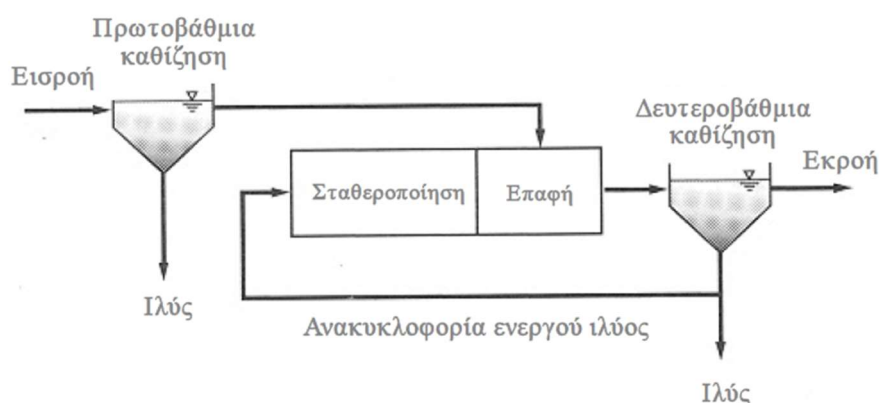 Πρωτοβάθμια
καθίζηση
Εισροή
Δευτεροβάθμια
καθίζηση
Εκροή
Σταθεροποίηση
Επαφή
Ιλύς
Ανακυκλοφορία ενεργού ιλύος
Ιλύς